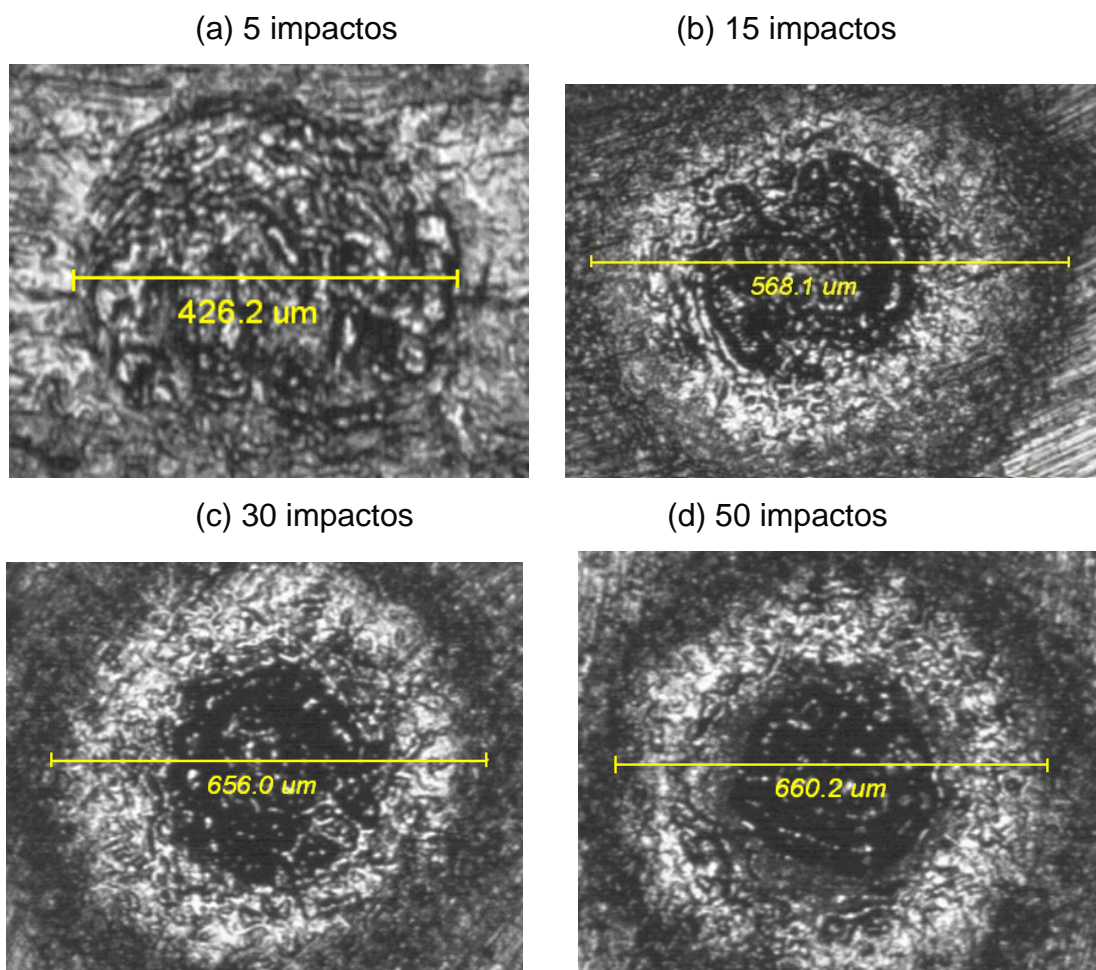 (a) 5 impactos
(b) 15 impactos
426.2 um
568.1 um
(c) 30 impactos
(d) 50 impactos
656.0 um
660.2 um